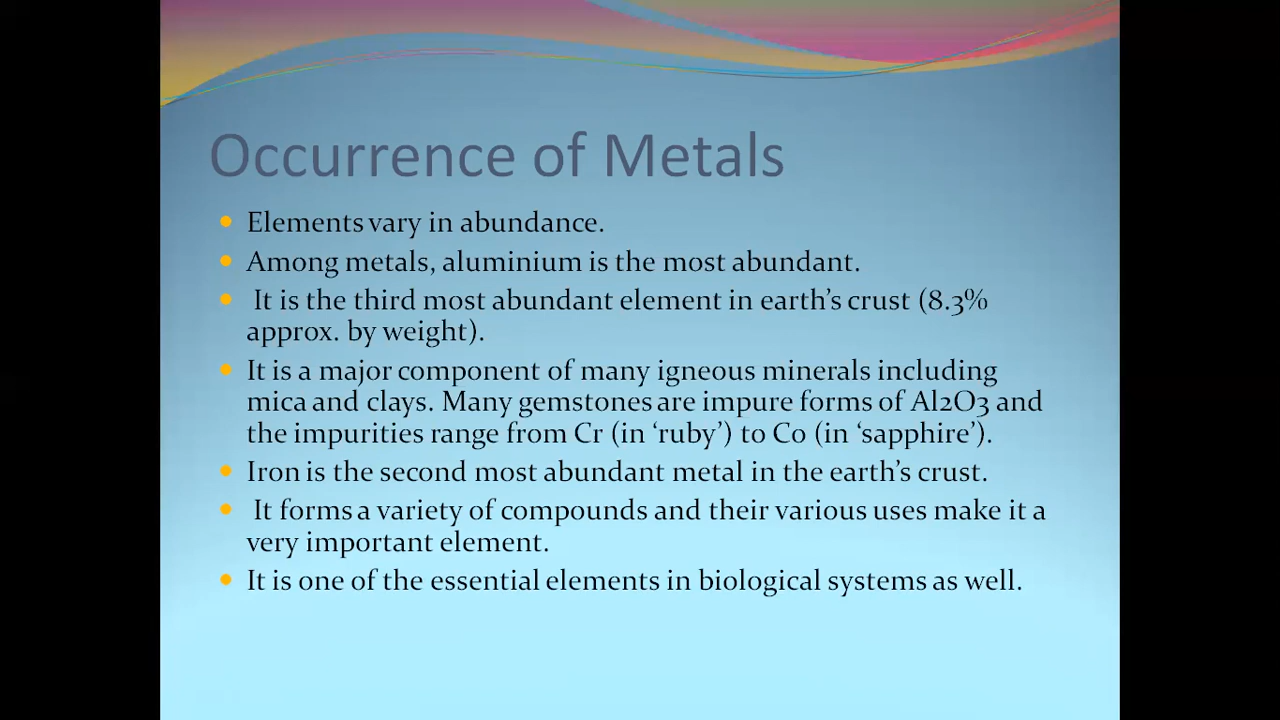 Occurrence of Metals
Elements vary in abundance.
Among metals, aluminium is the most abundant.
It is the third most abundant element in earth’s crust (8.3%
approx. by weight).
It is a major component of many igneous minerals including
mica and clays. Many gemstones are impure forms of Al2O3 and
the impurities range from Cr (in ‘ruby’) to Co (in ‘sapphire’).
Iron is the second most abundant metal in the earth’s crust.
It forms a variety of compounds and their various uses make it a
very important element.
It is one of the essential elements in biological systems as well.